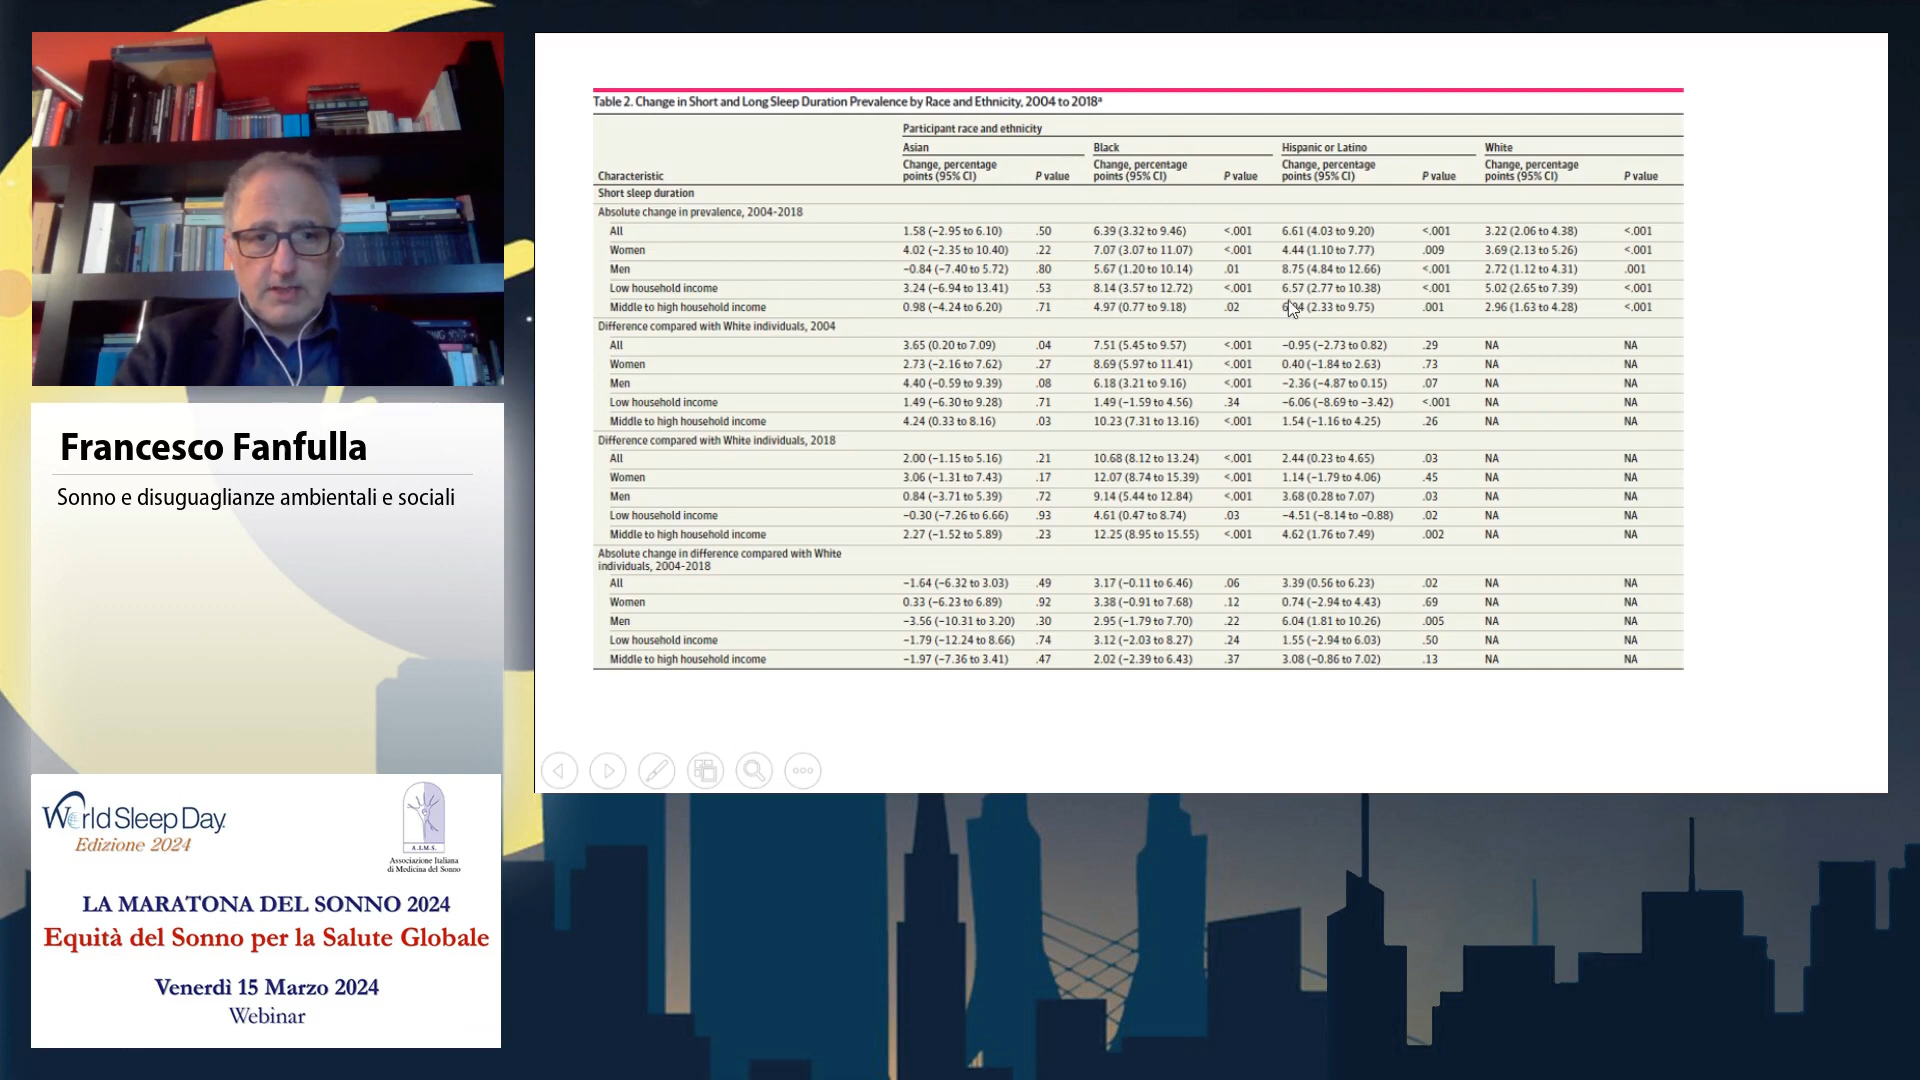 Francesco Fanfulla
Sonno e disuguaglianze ambientali e sociali
World Sleep Day
Edizione 2024
A.I.M.S.
Associazione Italiana
di Medicina del Sonno
LA MARATONA DEL SONNO 2024
Equità del Sonno per la Salute Globale
Venerdì 15 Marzo 2024
Webinar
Table 2. Change in Short and Long Sleep Duration Prevalence by Race and Ethnicity, 2004 to 2018a
Participant race and ethnicity
Asian Black Hispanic or Latino White
Change, percentage Change, percentage Change, percentage Change, percentage
Characteristic points (95% CI) P value points (95% CI) P value points (95% CI) P value points (95% CI) P value
Short sleep duration
Absolute change in prevalence, 2004-2018
All 1.58 (−2.95 to 6.10) .50 6.39 (3.32 to 9.46) <.001 6.61 (4.03 to 9.20) <.001 3.22 (2.06 to 4.38) <.001
Women 4.02 (−2.35 to 10.40) .22 7.07 (3.07 to 11.07) <.001 4.44 (1.10 to 7.77) .009 3.69 (2.13 to 5.26) <.001
Men −0.84 (−7.40 to 5.72) .80 5.67 (1.20 to 10.14) .01 8.75 (4.84 to 12.66) <.001 2.72 (1.12 to 4.31) .001
Low household income 3.24 (−6.94 to 13.41) .53 8.14 (3.57 to 12.72) <.001 6.57 (2.77 to 10.38) <.001 5.02 (2.65 to 7.39) <.001
Middle to high household income 0.98 (−4.24 to 6.20) .71 4.97 (0.77 to 9.18) .02 (2.33 to 9.75) .001 2.96 (1.63 to 4.28) <.001
Difference compared with White individuals, 2004
All 3.65 (0.20 to 7.09) .04 7.51 (5.45 to 9.57) <.001 −0.95 (−2.73 to 0.82) .29 NA NA
Women 2.73 (−2.16 to 7.62) .27 8.69 (5.97 to 11.41) <.001 0.40 (−1.84 to 2.63) .73 NA NA
Men 4.40 (−0.59 to 9.39) .08 6.18 (3.21 to 9.16) <.001 −2.36 (−4.87 to 0.15) .07 NA NA
Low household income 1.49 (−6.30 to 9.28) .71 1.49 (−1.59 to 4.56) .34 −6.06 (−8.69 to −3.42) <.001 NA NA
Middle to high household income 4.24 (0.33 to 8.16) .03 10.23 (7.31 to 13.16) <.001 1.54 (−1.16 to 4.25) .26 NA NA
Difference compared with White individuals, 2018
All 2.00 (−1.15 to 5.16) .21 10.68 (8.12 to 13.24) <.001 2.44 (0.23 to 4.65) .03 NA NA
Women 3.06 (−1.31 to 7.43) .17 12.07 (8.74 to 15.39) <.001 1.14 (−1.79 to 4.06) .45 NA NA
Men 0.84 (−3.71 to 5.39) .72 9.14 (5.44 to 12.84) <.001 3.68 (0.28 to 7.07) .03 NA NA
Low household income −0.30 (−7.26 to 6.66) .93 4.61 (0.47 to 8.74) .03 −4.51 (−8.14 to −0.88) .02 NA NA
Middle to high household income 2.27 (−1.52 to 5.89) .23 12.25 (8.95 to 15.55) <.001 4.62 (1.76 to 7.49) .002 NA NA
Absolute change in difference compared with White
individuals, 2004-2018
All −1.64 (−6.32 to 3.03) .49 3.17 (−0.11 to 6.46) .06 3.39 (0.56 to 6.23) .02 NA NA
Women 0.33 (−6.23 to 6.89) .92 3.38 (−0.91 to 7.68) .12 0.74 (−2.94 to 4.43) .69 NA NA
Men −3.56 (−10.31 to 3.20) .30 2.95 (−1.79 to 7.70) .22 6.04 (1.81 to 10.26) .005 NA NA
Low household income −1.79 (−12.24 to 8.66) .74 3.12 (−2.03 to 8.27) .24 1.55 (−2.94 to 6.03) .50 NA NA
Middle to high household income −1.97 (−7.36 to 3.41) .47 2.02 (−2.39 to 6.43) .37 3.08 (−0.86 to 7.02) .13 NA NA